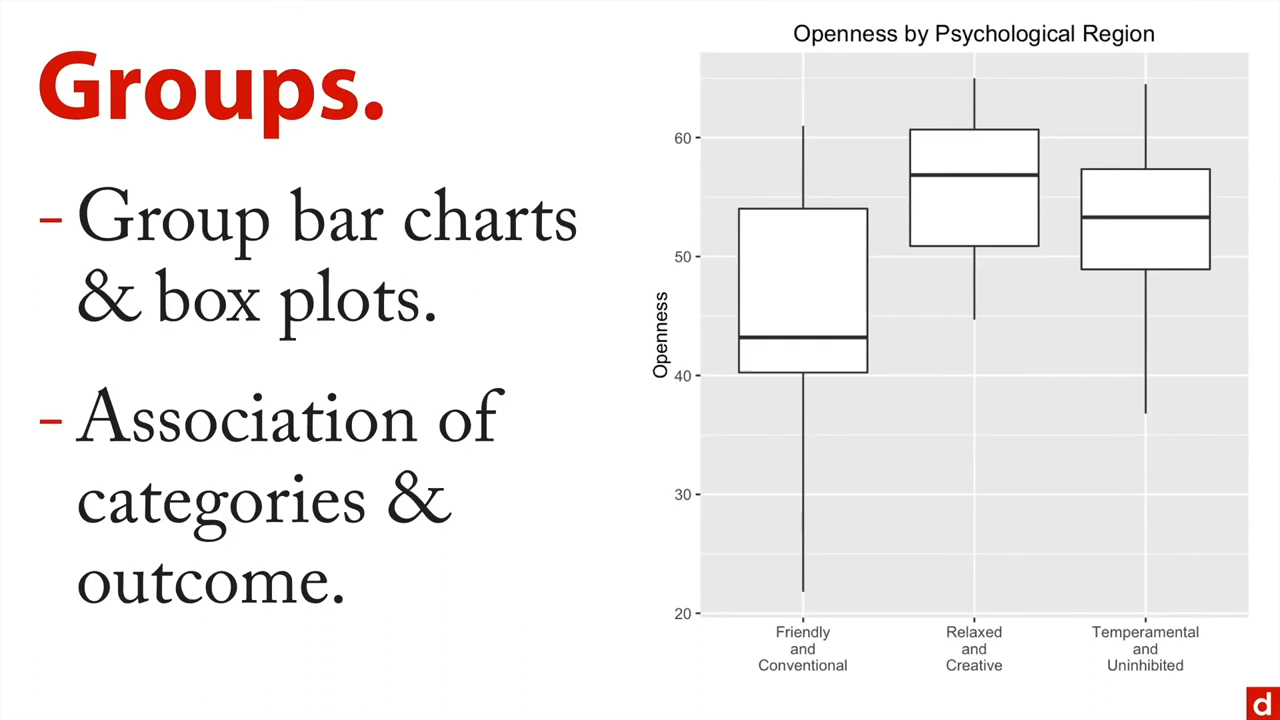 Groups.
- Group bar charts
& box plots.
- Association of
categories &
outcome.
Openness by Psychological Region
Openness
60
50
40
30
20
Friendly
and
Conventional
Relaxed
and
Creative
Temperamental
and
Uninhibited
d